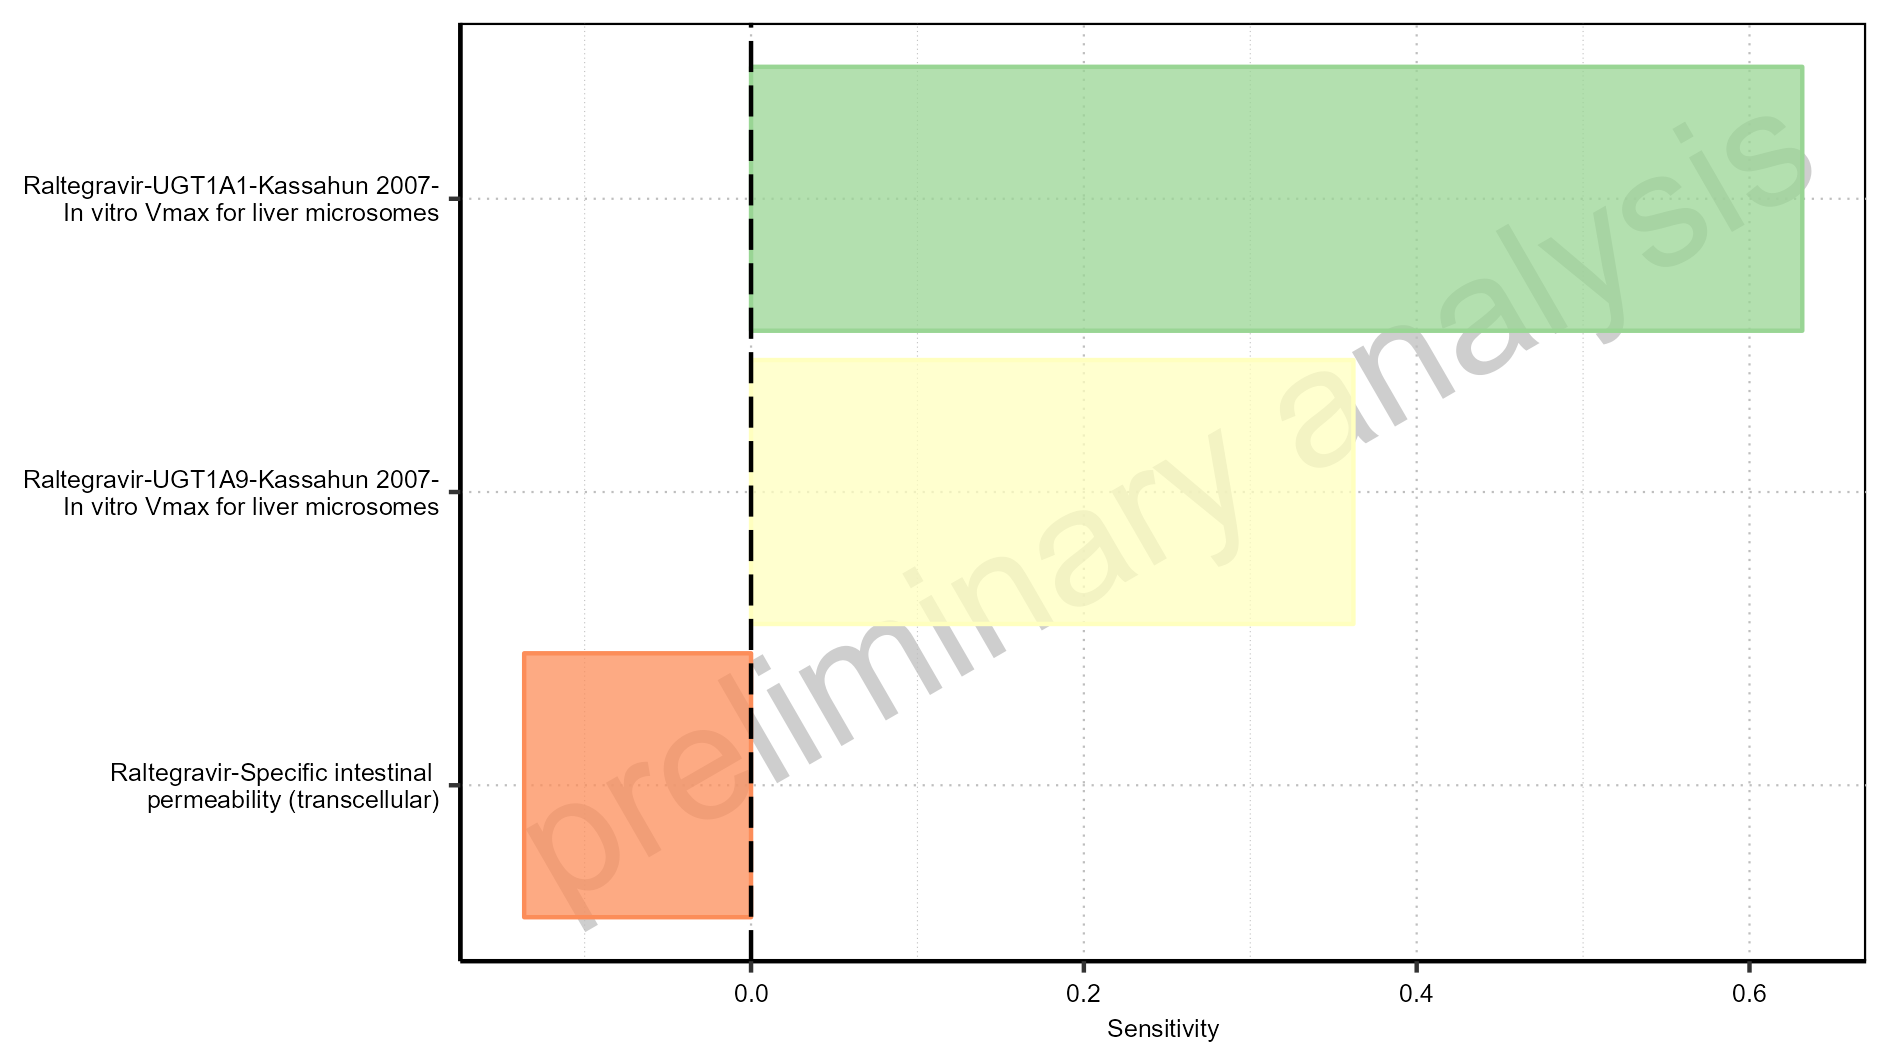 Raltegravir-UGT1A1-Kassahun 2007-
In vitro Vmax for liver microsomes
Raltegravir-UGT1A9-Kassahun 2007-
In vitro Vmax for liver microsomes
Raltegravir-Specific intestinal
permeability (transcellular)
preliminary analysis
0.0 0.2 0.4 0.6
Sensitivity